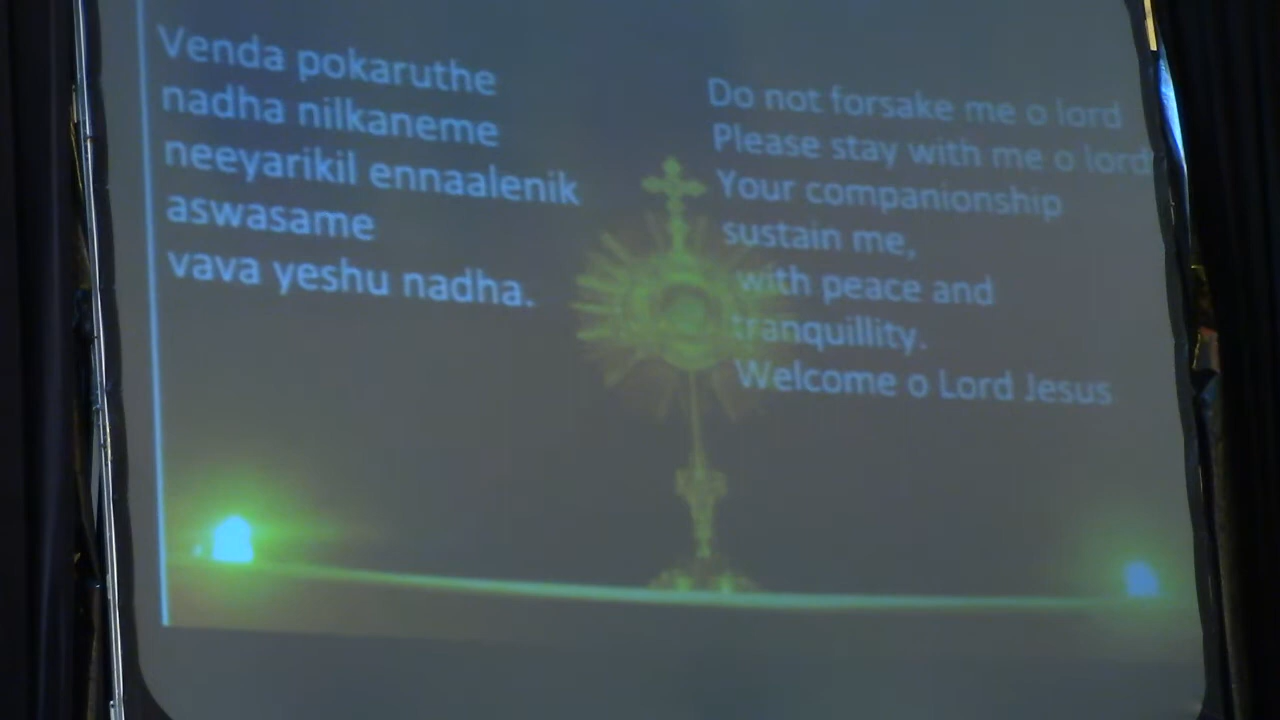 Venda pokaruthe
nadha nilkaneme
neeyarikil ennaalenik
aswasame
vava yeshu nadha.
Do not forsake me o lord
Please stay with me o lord
Your companionship
sustain me,
with peace and
tranquillity.
Welcome o Lord Jesus